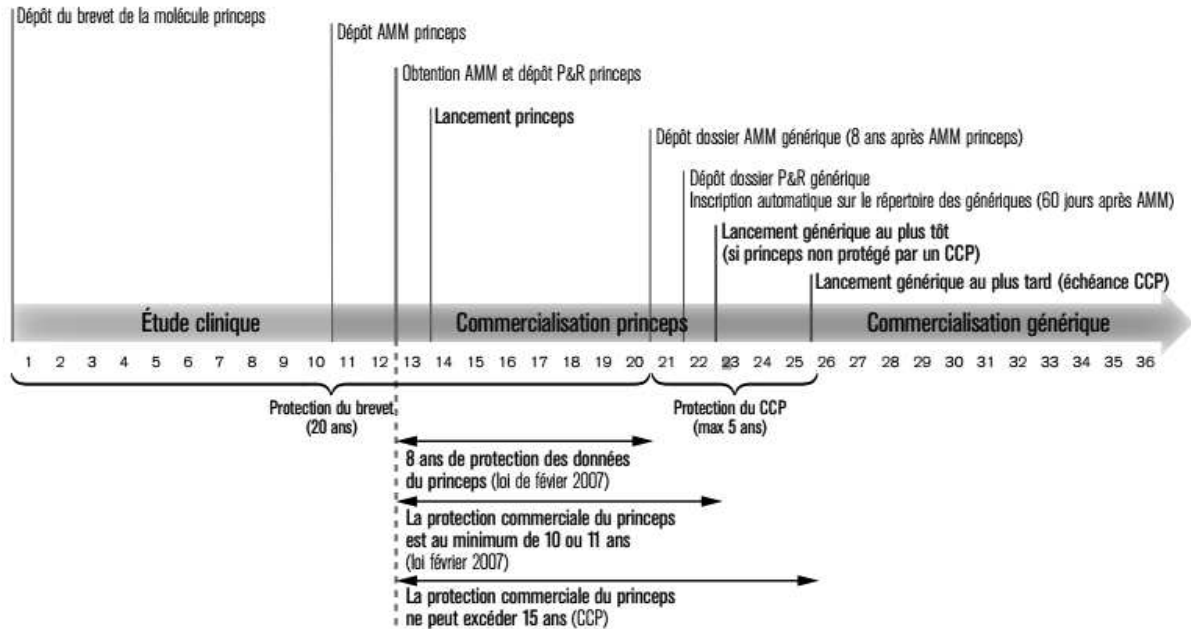 Dépôt du brevet de la molécule princeps
Dépôt AMM princeps
Obtention AMM et dépôt P&R princeps
Lancement princeps
Dépôt dossier AMM générique (8 ans après AMM princeps)
Dépôt dossier P&R générique
Inscription automatique sur le répertoire des génériques (60 jours après AMM)
Lancement générique au plus tôt
(si princeps non protégé par un CCP)
Lancement générique au plus tard (échéance CCP)
Étude clinique Commercialisation princeps Commercialisation générique
1 2 3 4 5 6 7 8 9 10 11 12 13 14 15 16 17 18 19 20 21 22 23 24 25 26 27 28 29 30 31 32 33 34 35 36
Protection du brevet
(20 ans)
Protection du CCP
(max 5 ans)
8 ans de protection des données
du princeps (loi de févier 2007)
La protection commerciale du princeps
est au minimum de 10 ou 11 ans
(loi février 2007)
La protection commerciale du princeps
ne peut excéder 15 ans (CCP)